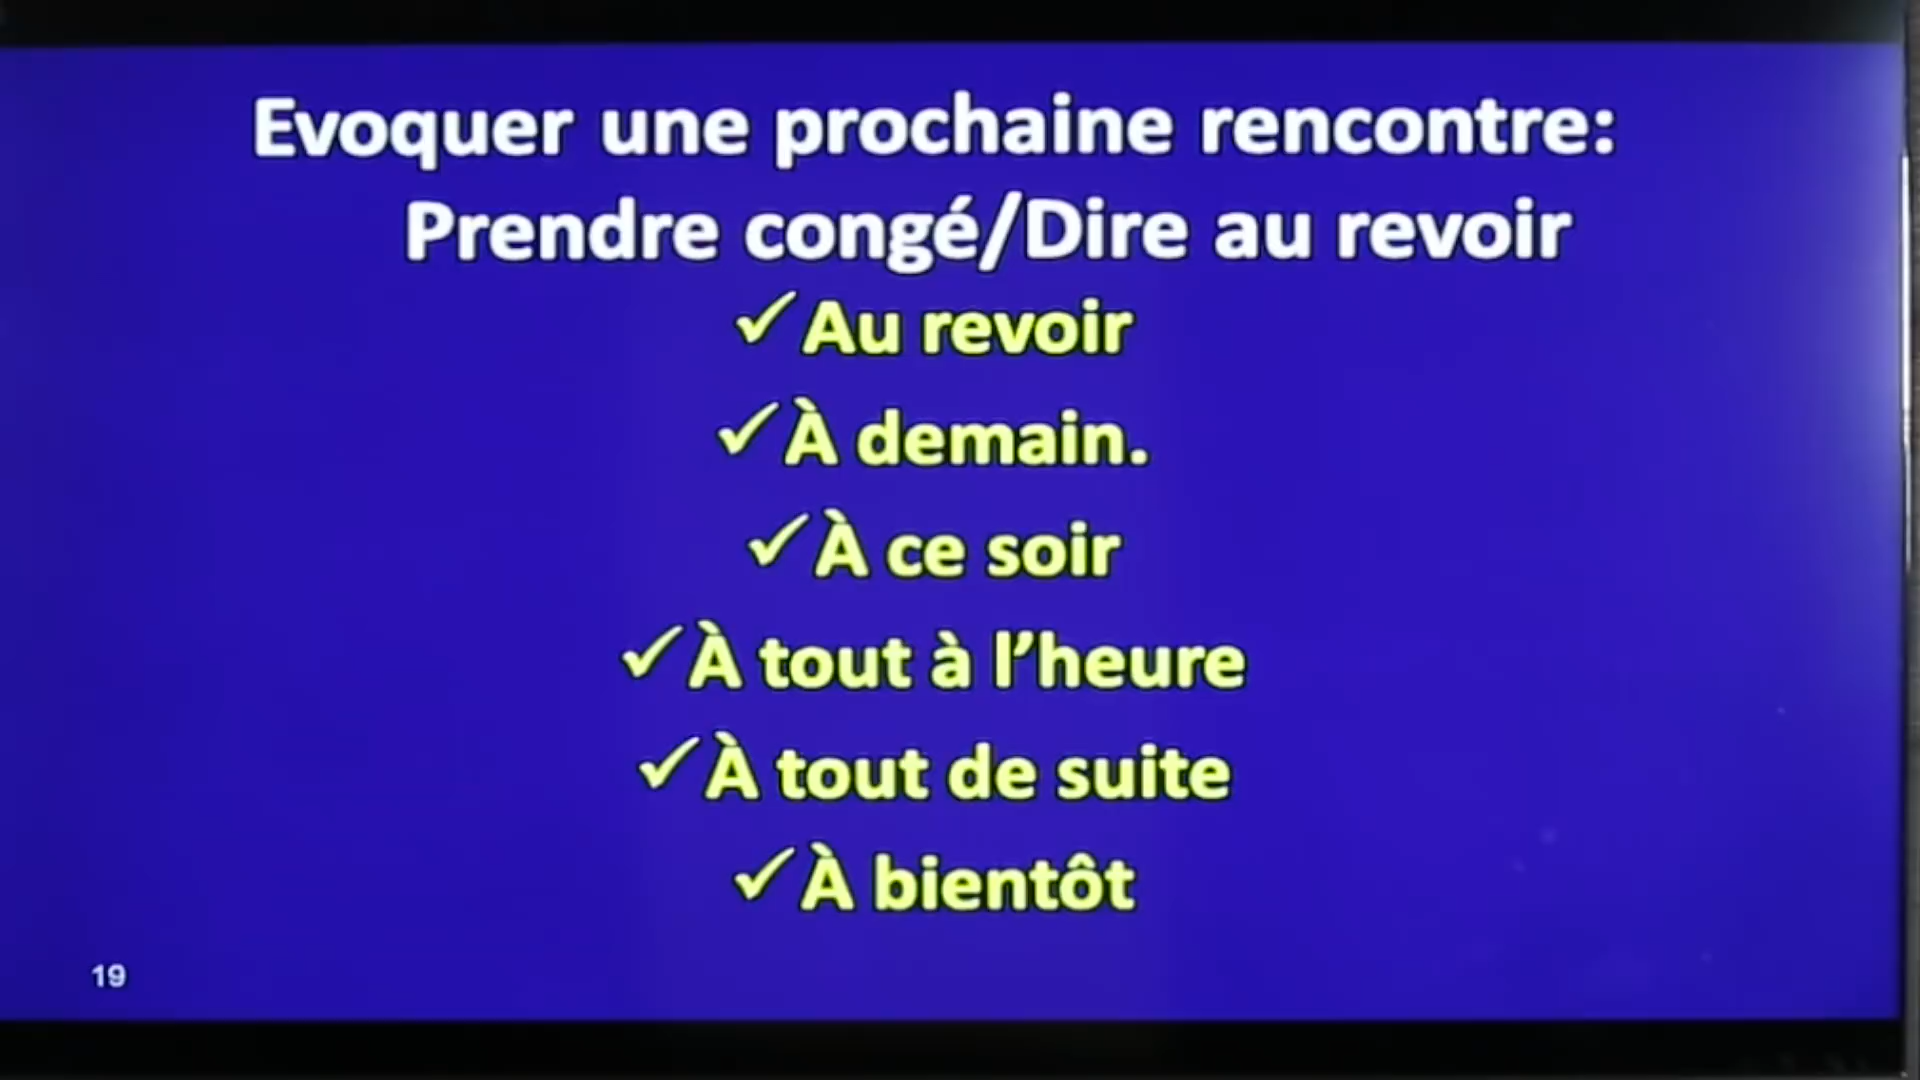 Evoquer une prochaine rencontre:
Prendre congé/Dire au revoir
✓Au revoir
✓À demain.
✓À ce soir
✓À tout à l’heure
✓À tout de suite
✓À bientôt
19